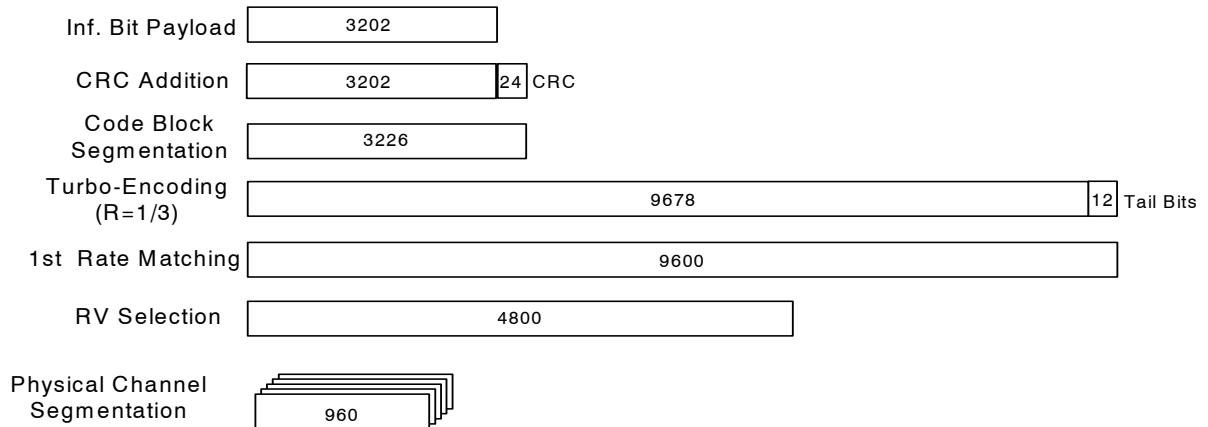 Inf. Bit Payload 3202
CRC Addition 3202 24 CRC
Code Block
Segmentation 3226
Turbo-Encoding
(R=1/3) 9678 12 Tail Bits
1st Rate Matching 9600
RV Selection 4800
Physical Channel
Segmentation 960